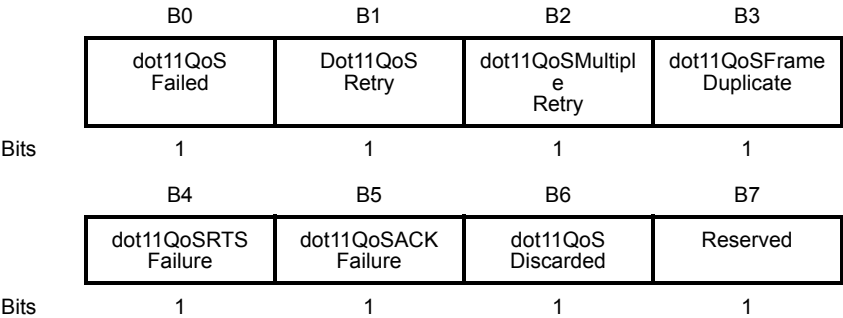 B0 B1 B2 B3
dot11QoS Dot11QoS dot11QoSMultipl dot11QoSFrame
Failed Retry e Duplicate
Retry
Bits 1 1 1 1
B4 B5 B6 B7
dot11QoSRTS dot11QoSACK dot11QoS Reserved
Failure Failure Discarded
Bits 1 1 1 1